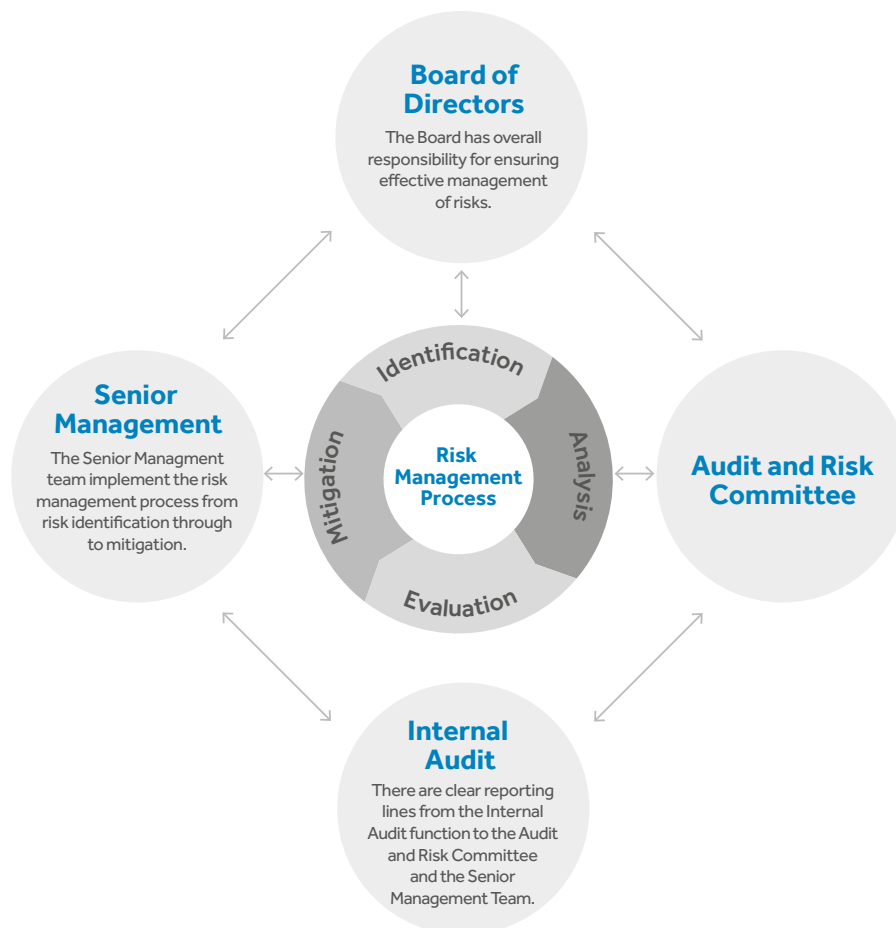 Board of
Directors
The Board has overall
responsibility for ensuring
effective management
of risks.
Identification
Senior
Management
The Senior Managment
team implement the risk
management process from
risk identification through
to mitigation.
Mitigation
Risk
Management
Process
Analysis
Audit and Risk
Committee
Evaluation
Internal
Audit
There are clear reporting
lines from the Internal
Audit function to the Audit
and Risk Committee
and the Senior
Management Team.